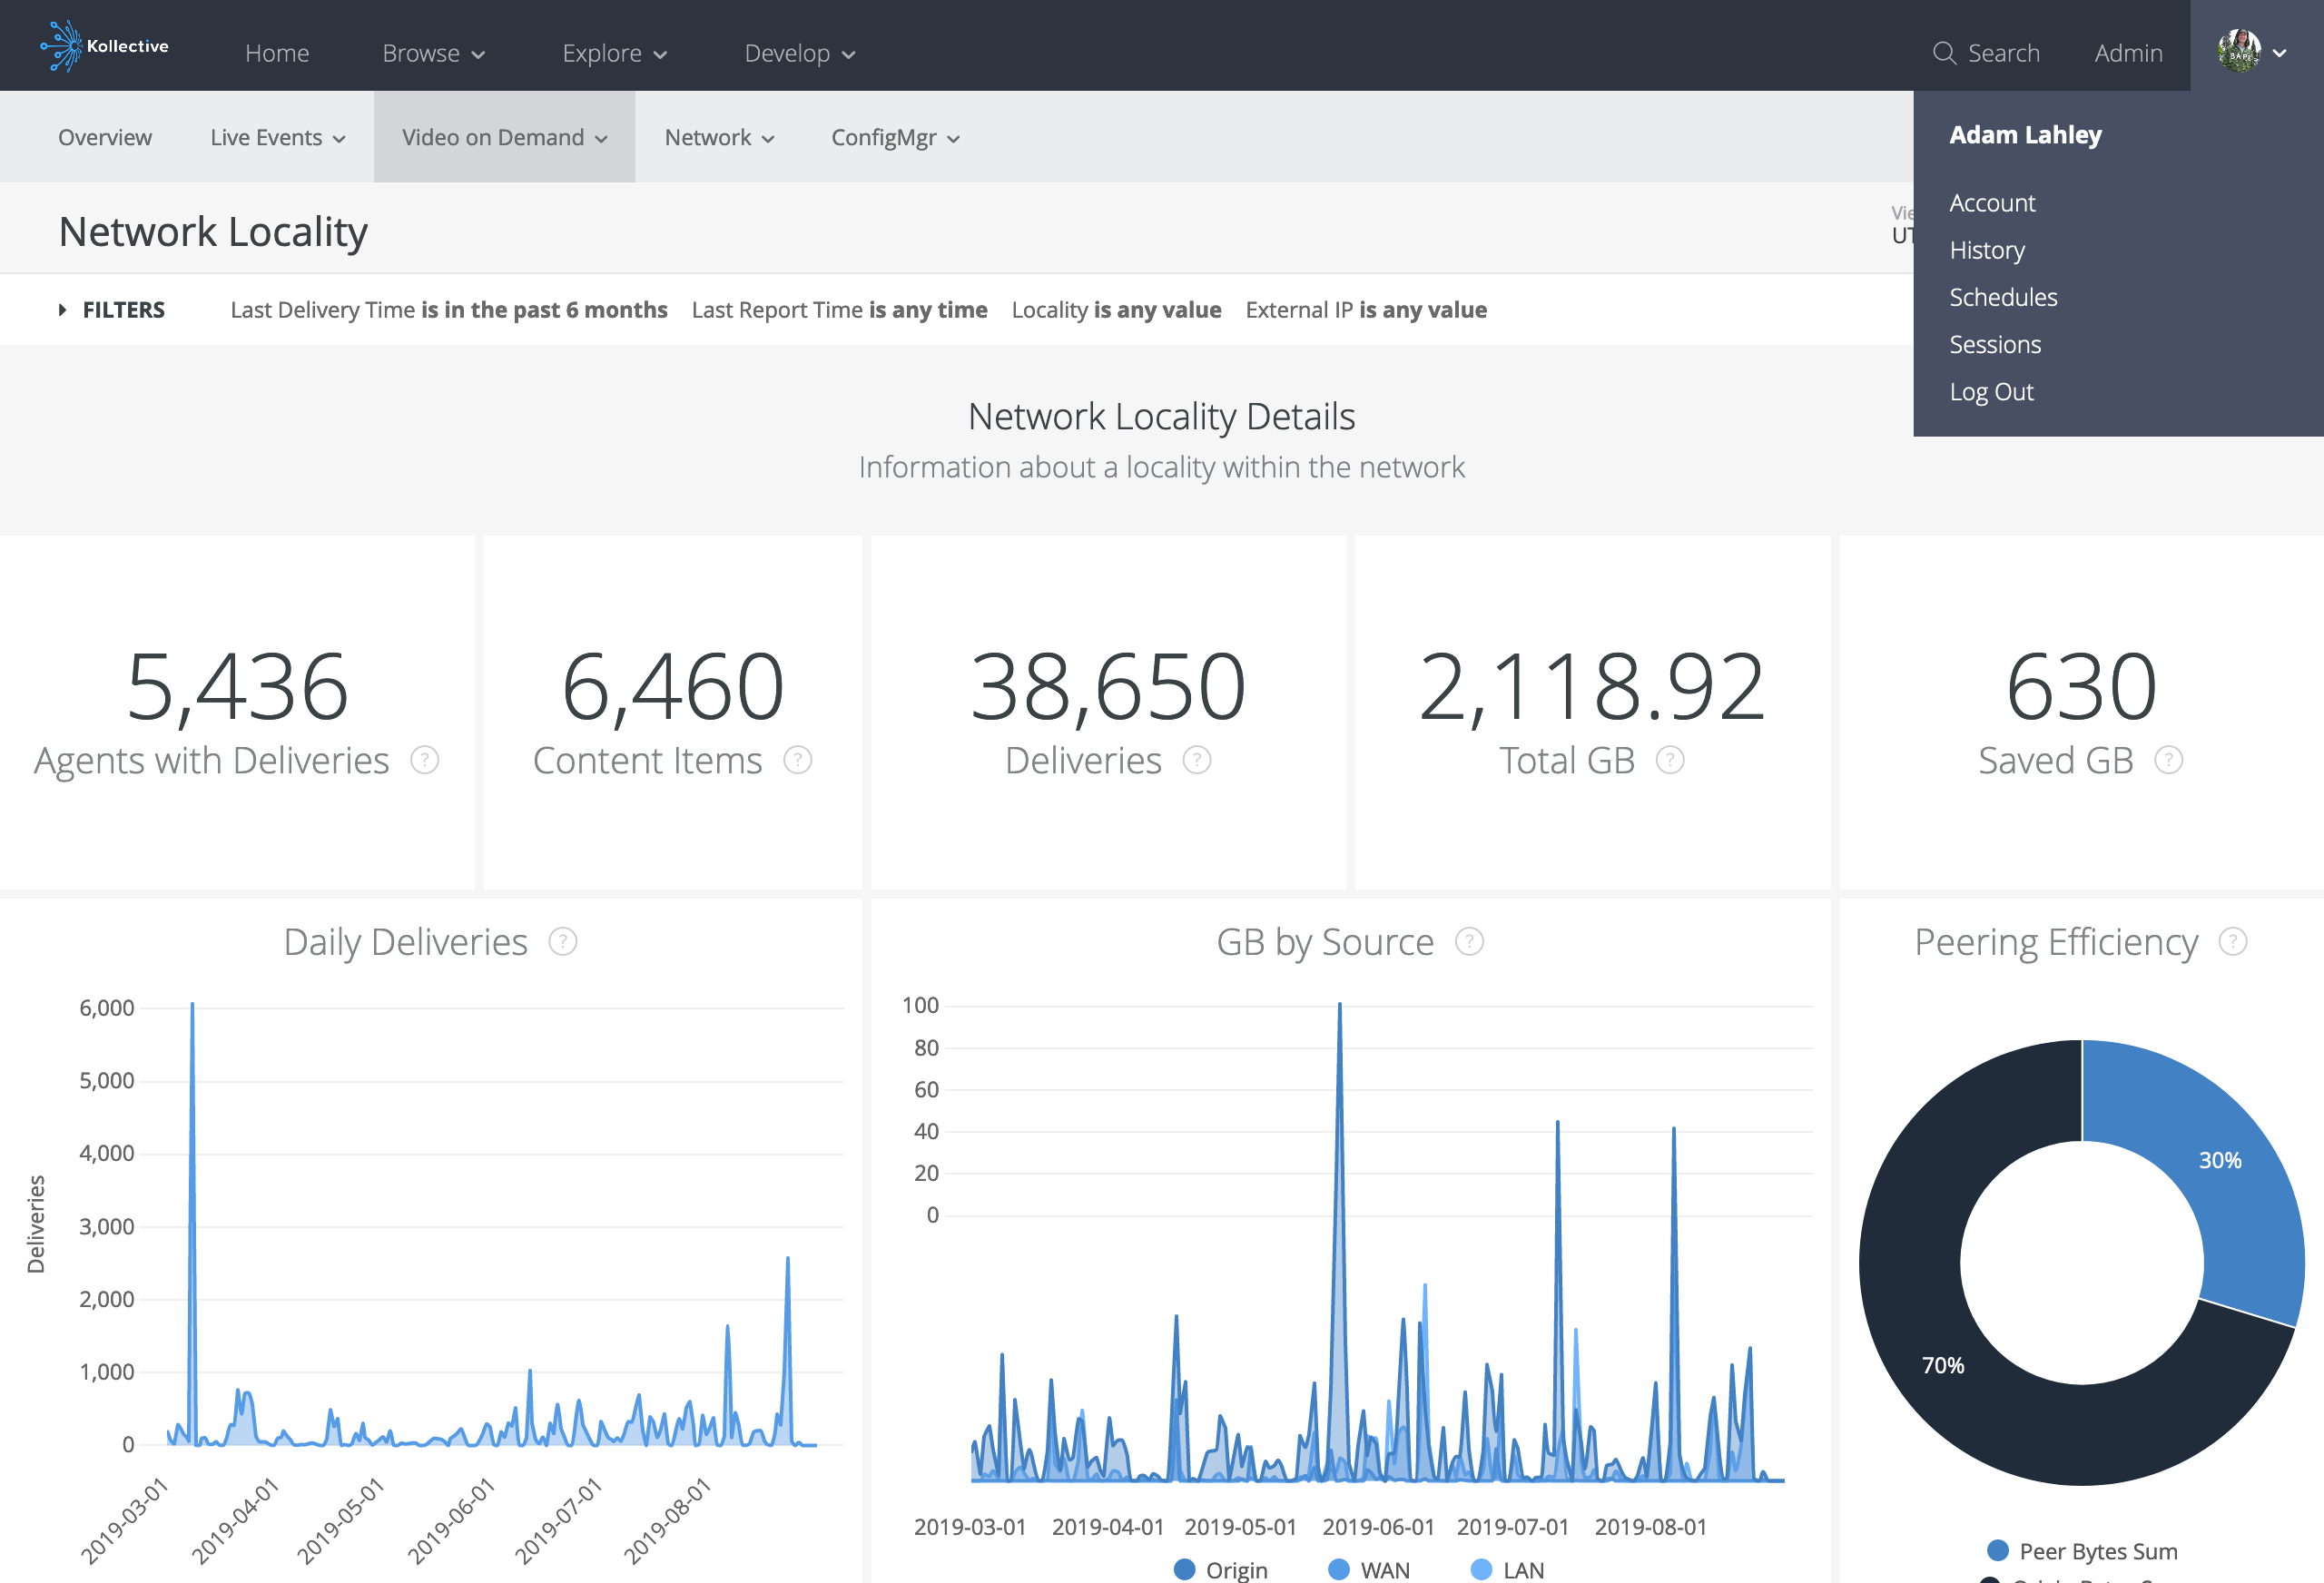 Kollective
Home
Browse
Explore
Develop
Search
Admin
Overview
Live Events
Video on Demand
Network
ConfigMgr
Adam Lahley
Account
History
Schedules
Sessions
Log Out
Network Locality
FILTERS
Last Delivery Time is in the past 6 months
Last Report Time is any time
Locality is any value
External IP is any value
Network Locality Details
Information about a locality within the network
5,436
Agents with Deliveries ?
6,460
Content Items ?
38,650
Deliveries ?
2,118.92
Total GB ?
630
Saved GB ?
Daily Deliveries ?
Deliveries
6,000
5,000
4,000
3,000
2,000
1,000
0
2019-03-01
2019-04-01
2019-05-01
2019-06-01
2019-07-01
2019-08-01
GB by Source ?
100
80
60
40
20
0
2019-03-01
2019-04-01
2019-05-01
2019-06-01
2019-07-01
2019-08-01
Origin
WAN
LAN
Peering Efficiency ?
30%
70%
Peer Bytes Sum